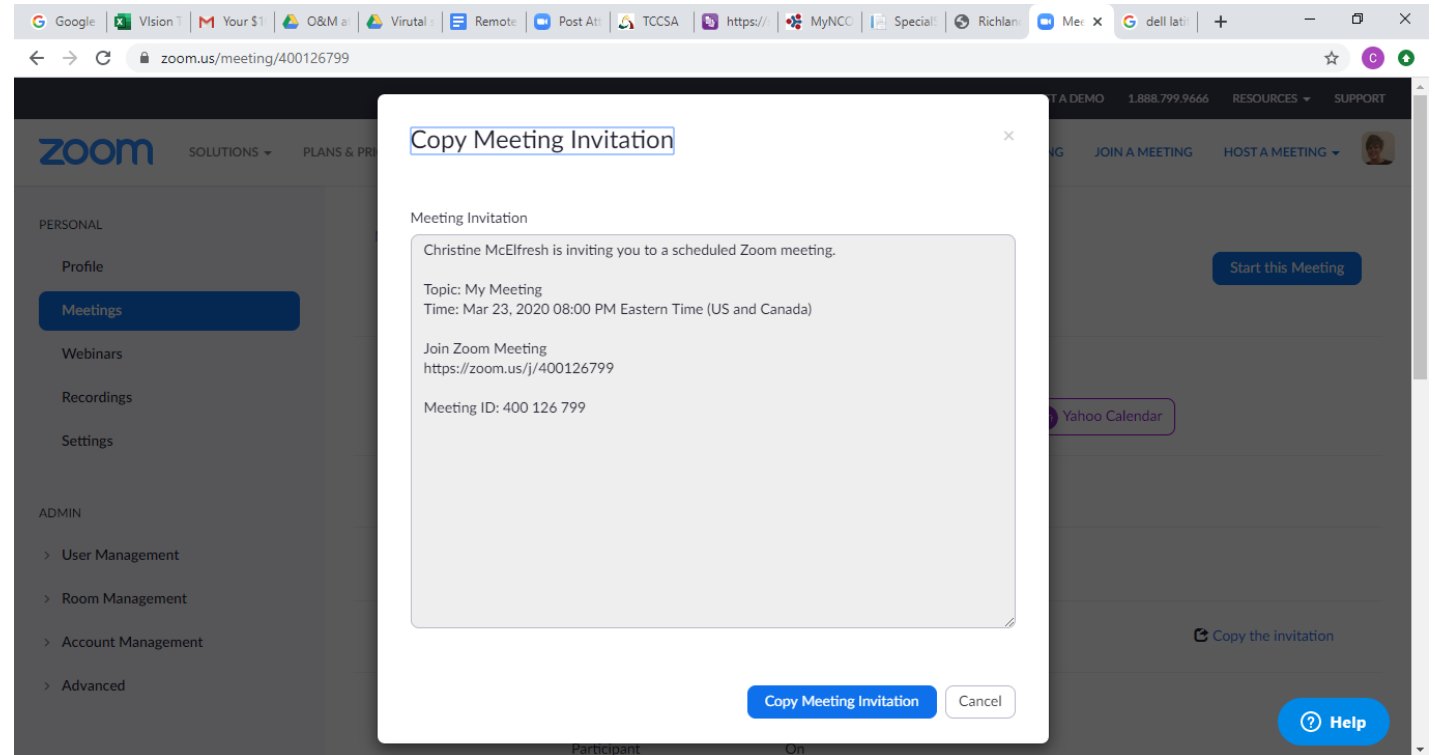 Google
VIsion T
Your $1
O&M a
Virutal s
Remote
Post Att
TCCSA
https://
MyNCO
Special
Richlan
Mee
dell lati
zoom.us/meeting/400126799
C
T A DEMO
1.888.799.9666
RESOURCES
SUPPORT
zoom
SOLUTIONS
PLANS & PRI
NG
JOIN A MEETING
HOST A MEETING
Copy Meeting Invitation
PERSONAL
Profile
Meetings
Webinars
Recordings
Settings
ADMIN
User Management
Room Management
Account Management
Advanced
Meeting Invitation
Christine McElfresh is inviting you to a scheduled Zoom meeting.
Topic: My Meeting
Time: Mar 23, 2020 08:00 PM Eastern Time (US and Canada)
Join Zoom Meeting
https://zoom.us/j/400126799
Meeting ID: 400 126 799
Copy Meeting Invitation
Cancel
Start this Meeting
Yahoo Calendar
Copy the invitation
Help
Participant
On